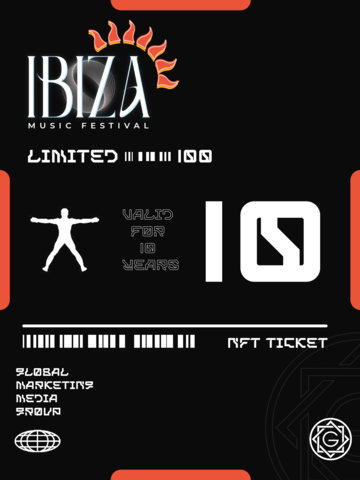 IBIZA
MUSIC FESTIVAL
LIMITED 100
VALID
FOR
10
YEARS
10
NFT TICKET
GLOBAL
MARKETING
MEDIA
GROUP
G